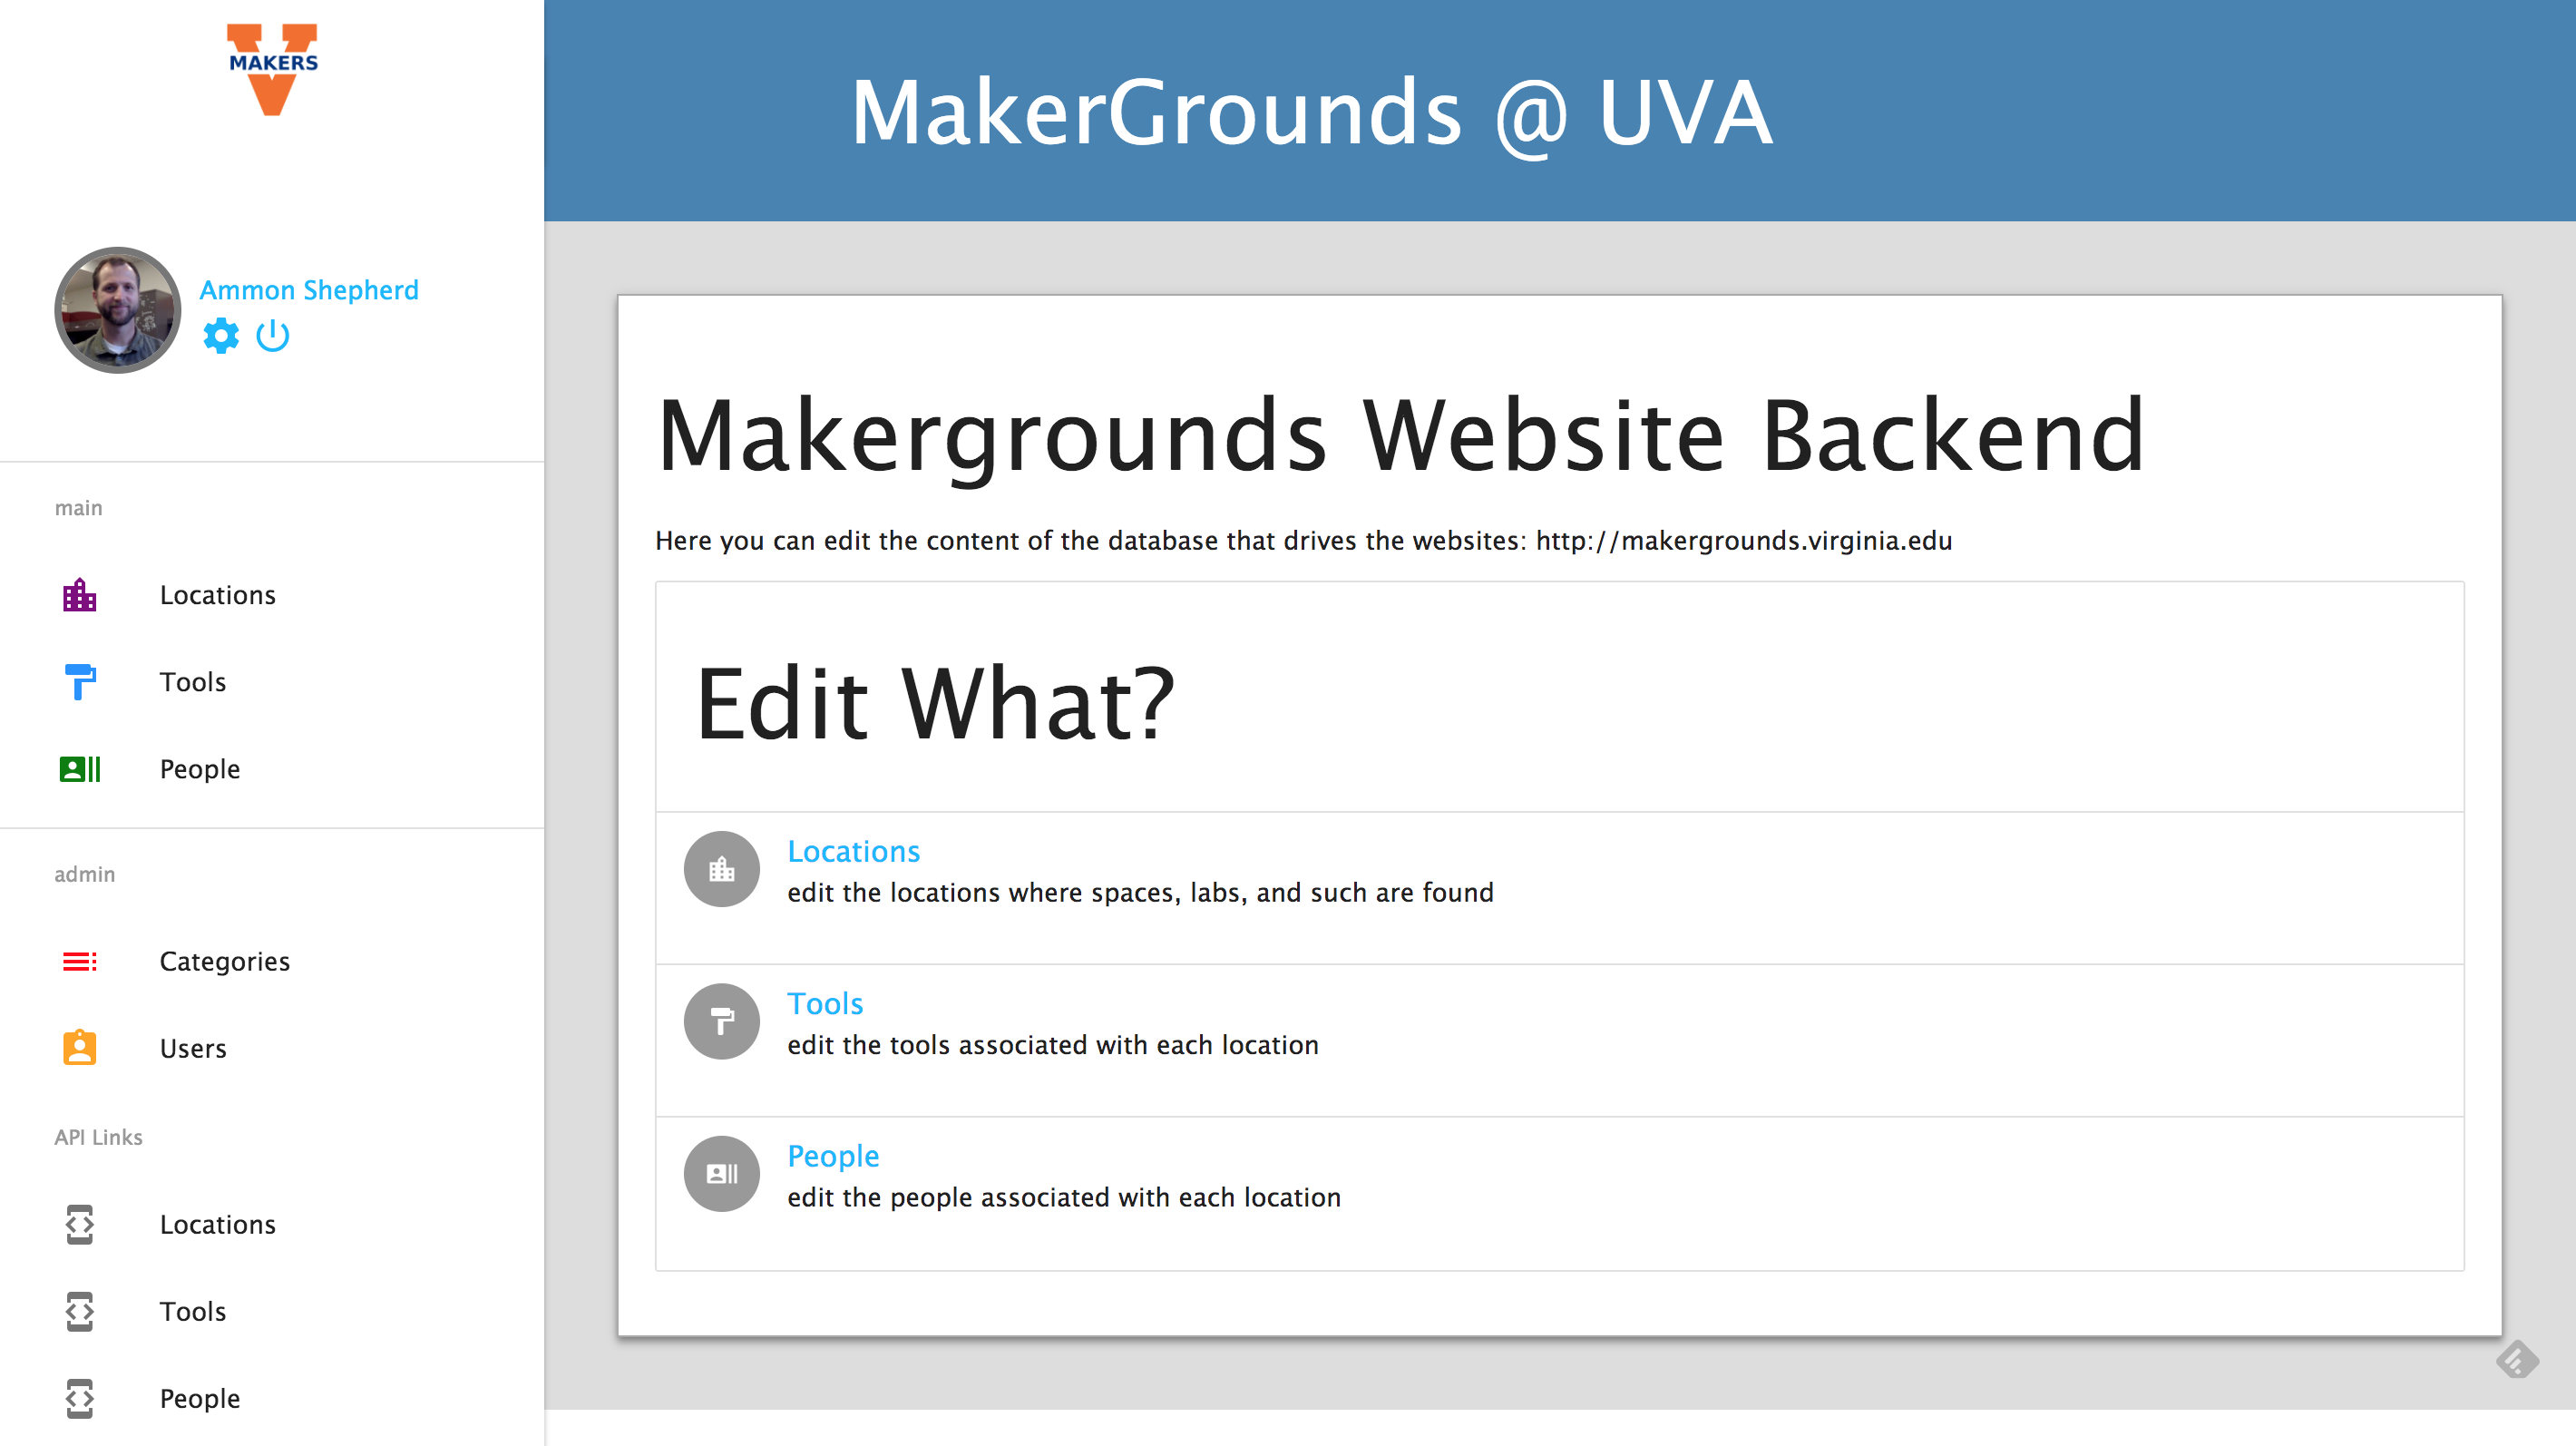 MAKERS
Ammon Shepherd
main
Locations
Tools
People
admin
Categories
Users
API Links
Locations
Tools
People
MakerGrounds @ UVA
Makergrounds Website Backend
Here you can edit the content of the database that drives the websites: http://makergrounds.virginia.edu
Edit What?
Locations
edit the locations where spaces, labs, and such are found
Tools
edit the tools associated with each location
People
edit the people associated with each location